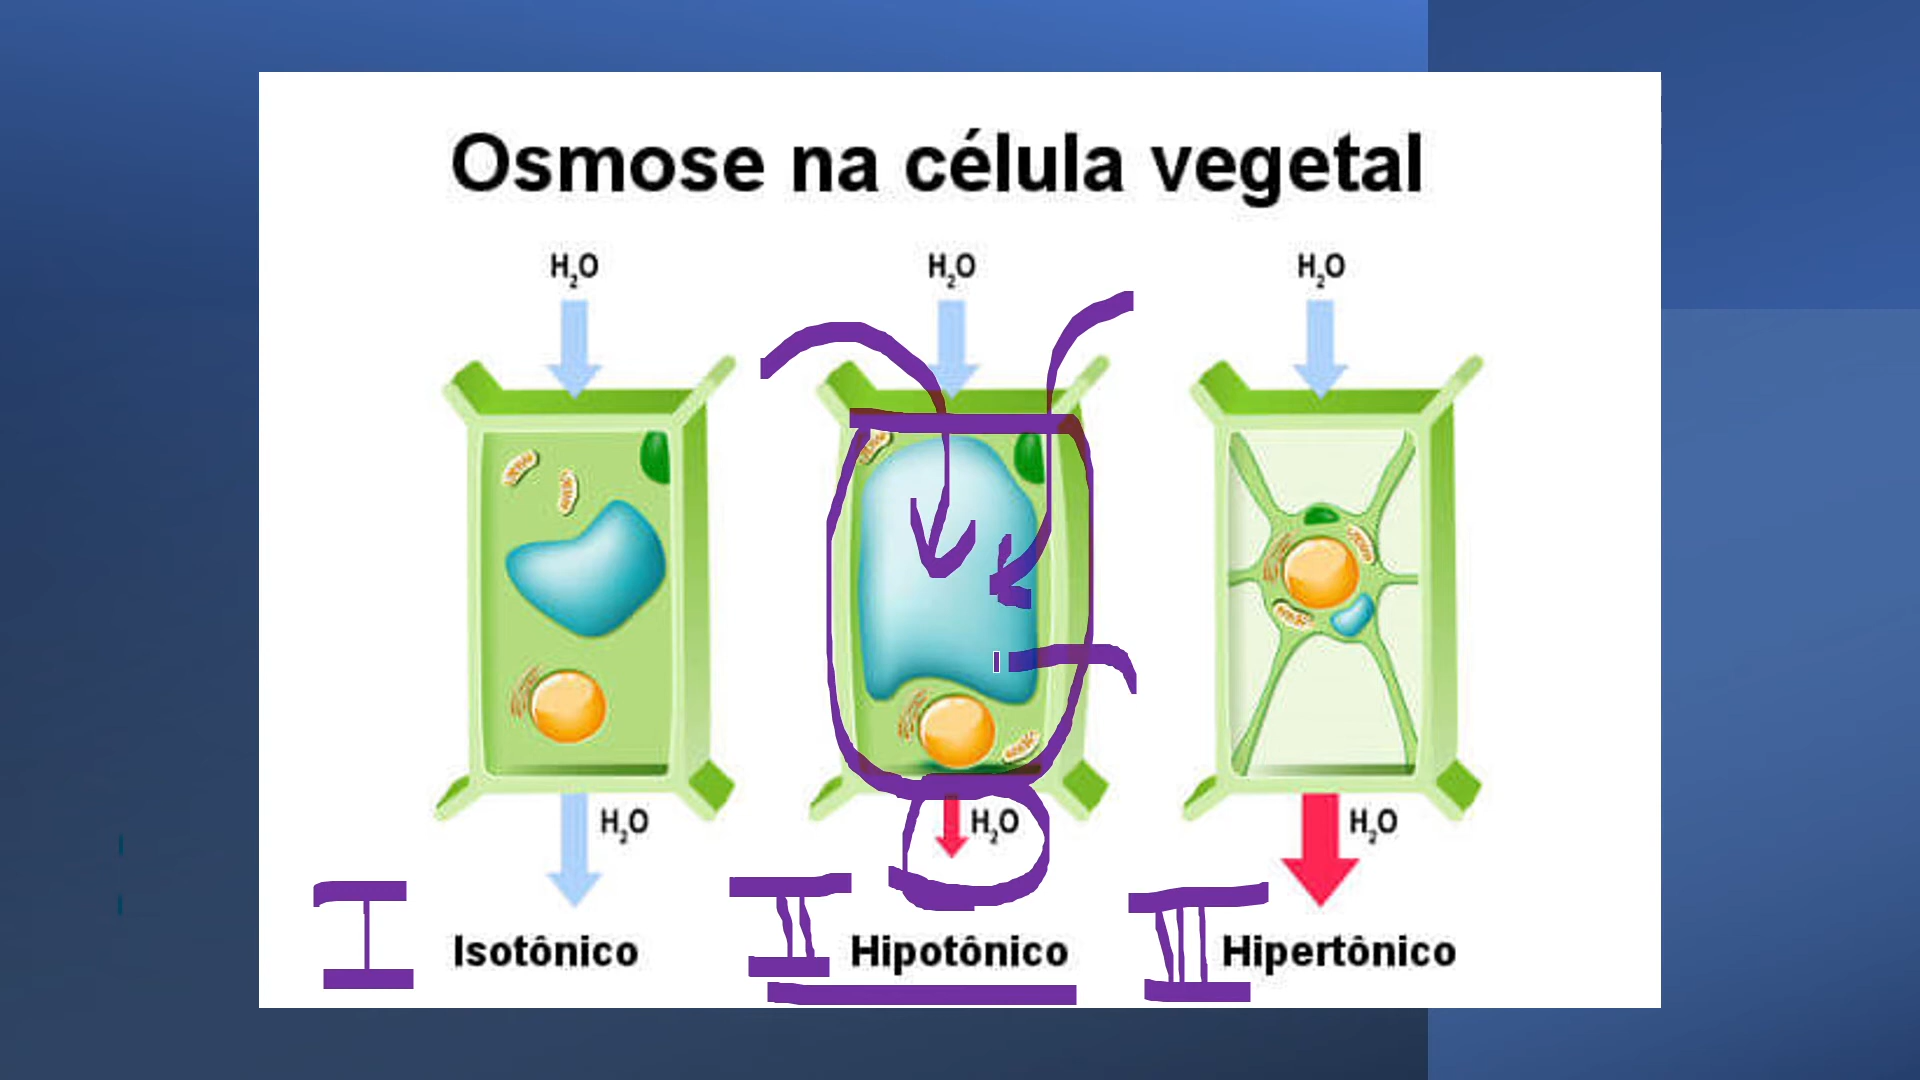 Osmose na célula vegetal
H₂O H₂O H₂O
H₂O H₂O H₂O
I II III
Isotônico Hipotônico Hipertônico